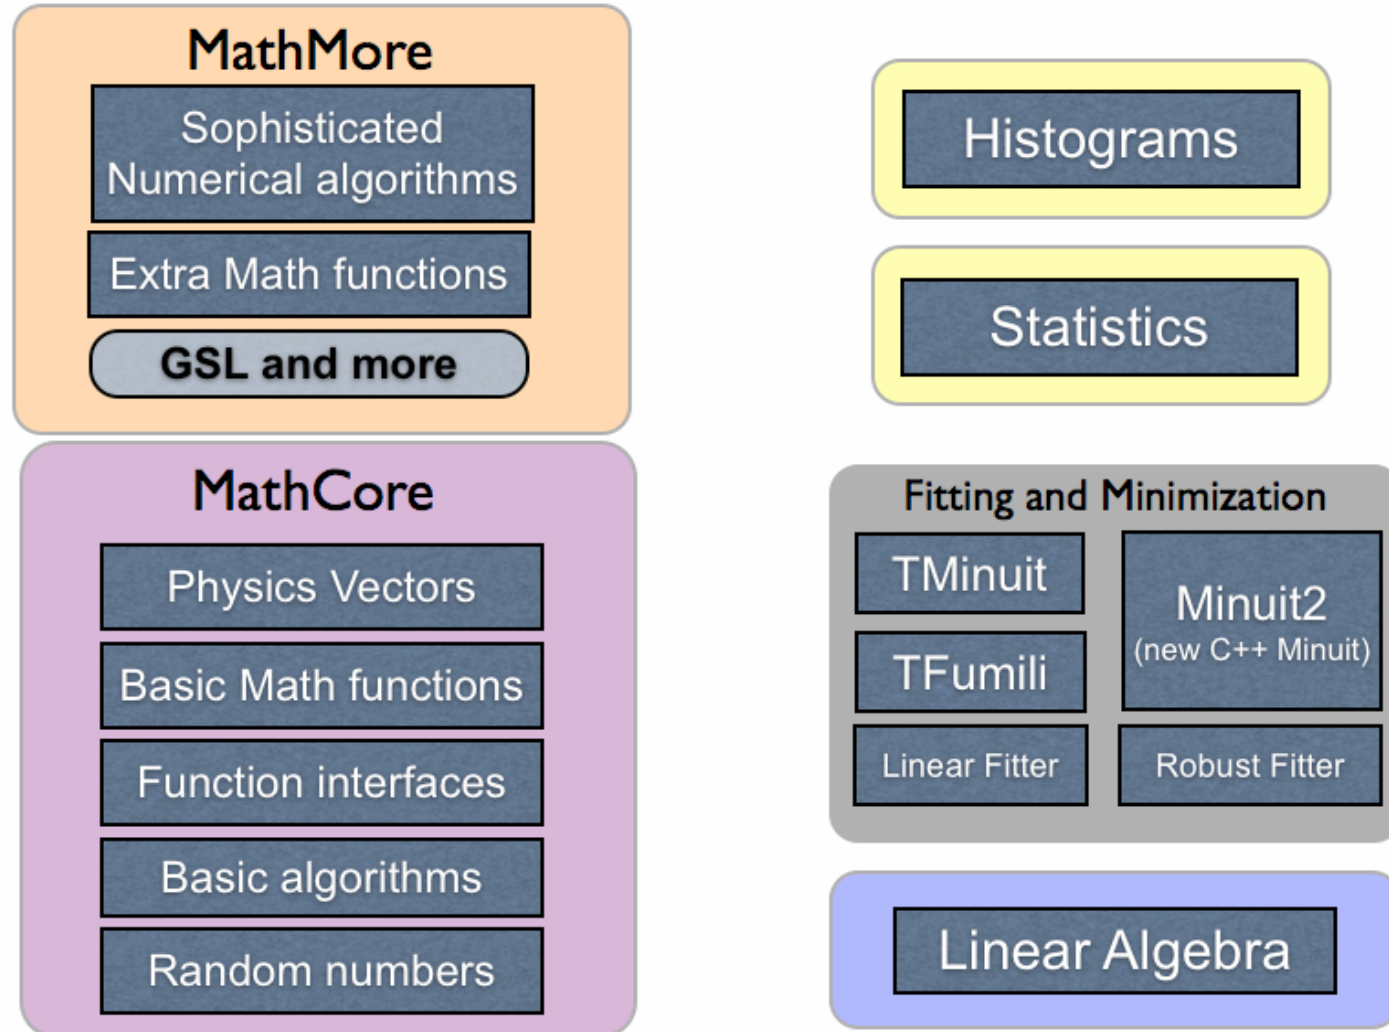 MathMore
Sophisticated
Numerical algorithms
Extra Math functions
GSL and more
MathCore
Physics Vectors
Basic Math functions
Function interfaces
Basic algorithms
Random numbers
Histograms
Statistics
Fitting and Minimization
TMinuit
TFumili
Minuit2
(new C++ Minuit)
Linear Fitter
Robust Fitter
Linear Algebra